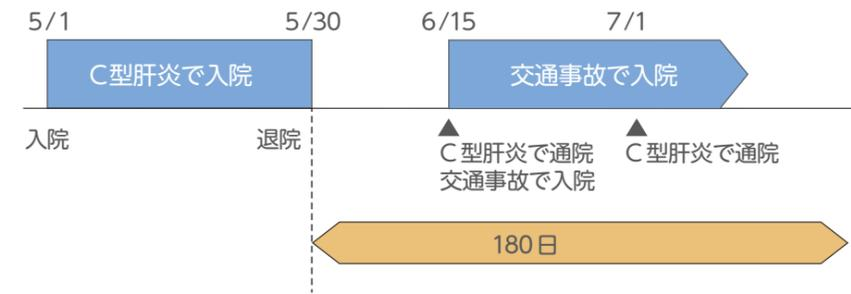 5/1
5/30
6/15
7/1
C型肝炎で入院
交通事故で入院
入院
退院
▲
C型肝炎で通院
交通事故で入院
▲
C型肝炎で通院
180日